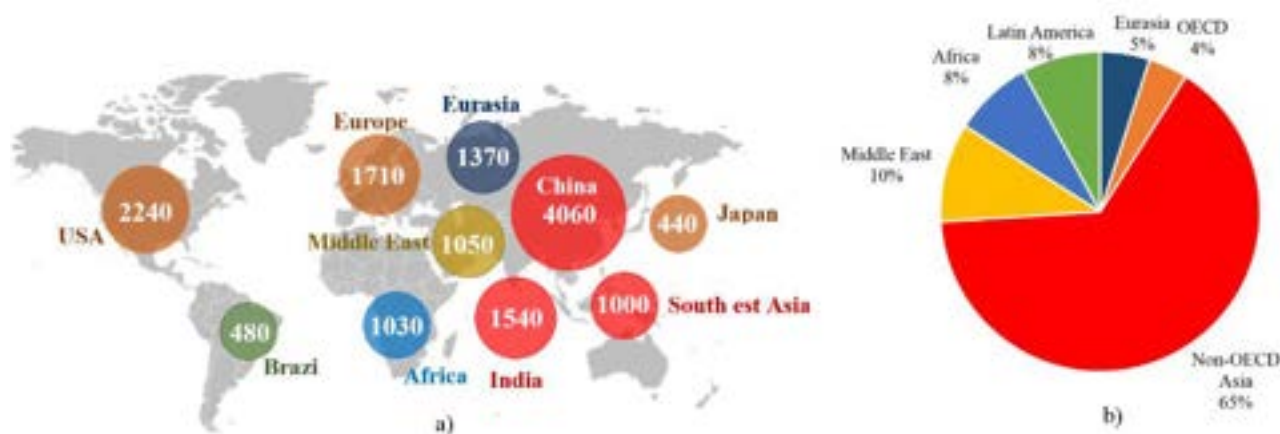 Eurasia
Europe
1370
1710
China
4060
2240
USA
440
Japan
Middle East
1050
1000
South est Asia
480
Brazi
1030
Africa
1540
India
a)
Latin America
8%
Eurasia
5%
OECD
4%
Africa
8%
Middle East
10%
Non-OECD
Asia
65%
b)